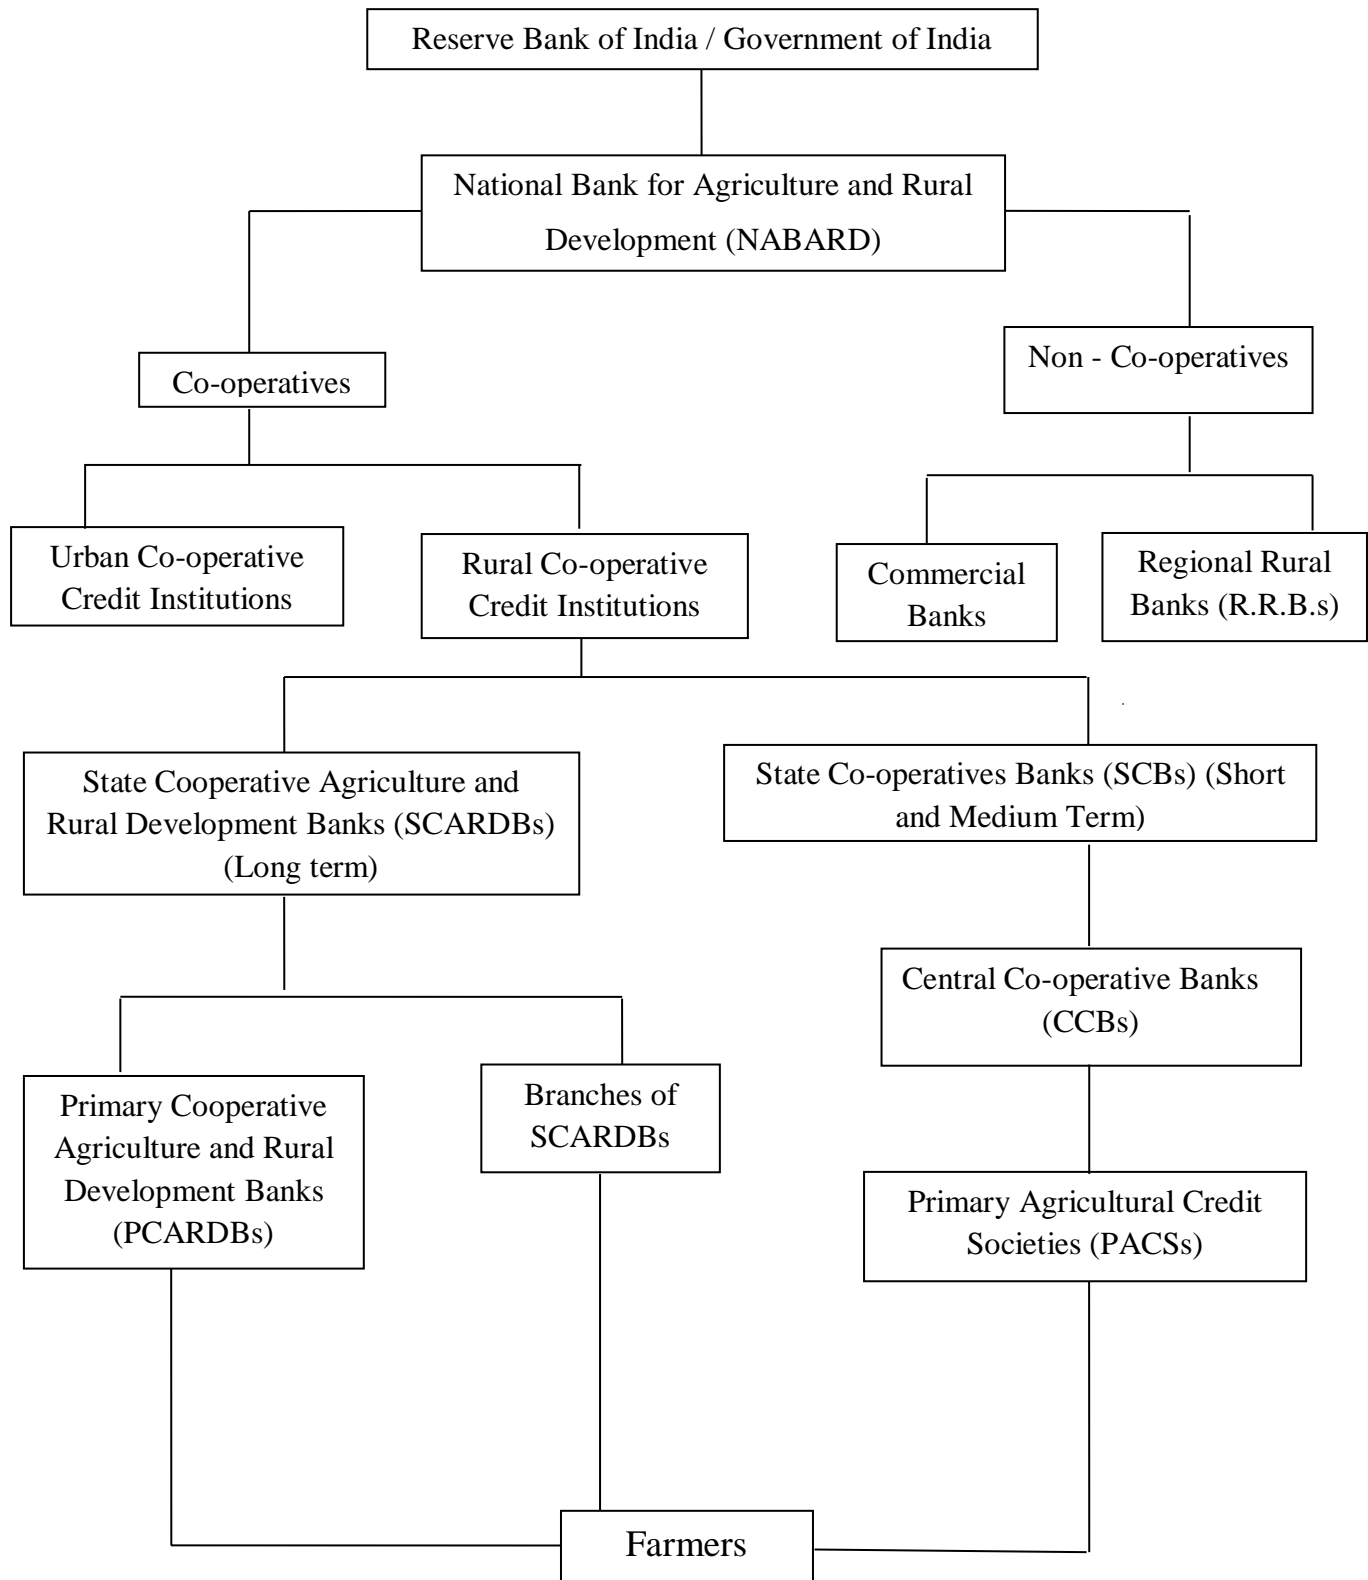 Reserve Bank of India / Government of India
National Bank for Agriculture and Rural
Development (NABARD)
Co-operatives
Non - Co-operatives
Urban Co-operative
Credit Institutions
Rural Co-operative
Credit Institutions
Commercial
Banks
Regional Rural
Banks (R.R.B.s)
State Cooperative Agriculture and
Rural Development Banks (SCARDBs)
(Long term)
State Co-operatives Banks (SCBs) (Short
and Medium Term)
Central Co-operative Banks
(CCBs)
Primary Cooperative
Agriculture and Rural
Development Banks
(PCARDBs)
Branches of
SCARDBs
Primary Agricultural Credit
Societies (PACSs)
Farmers